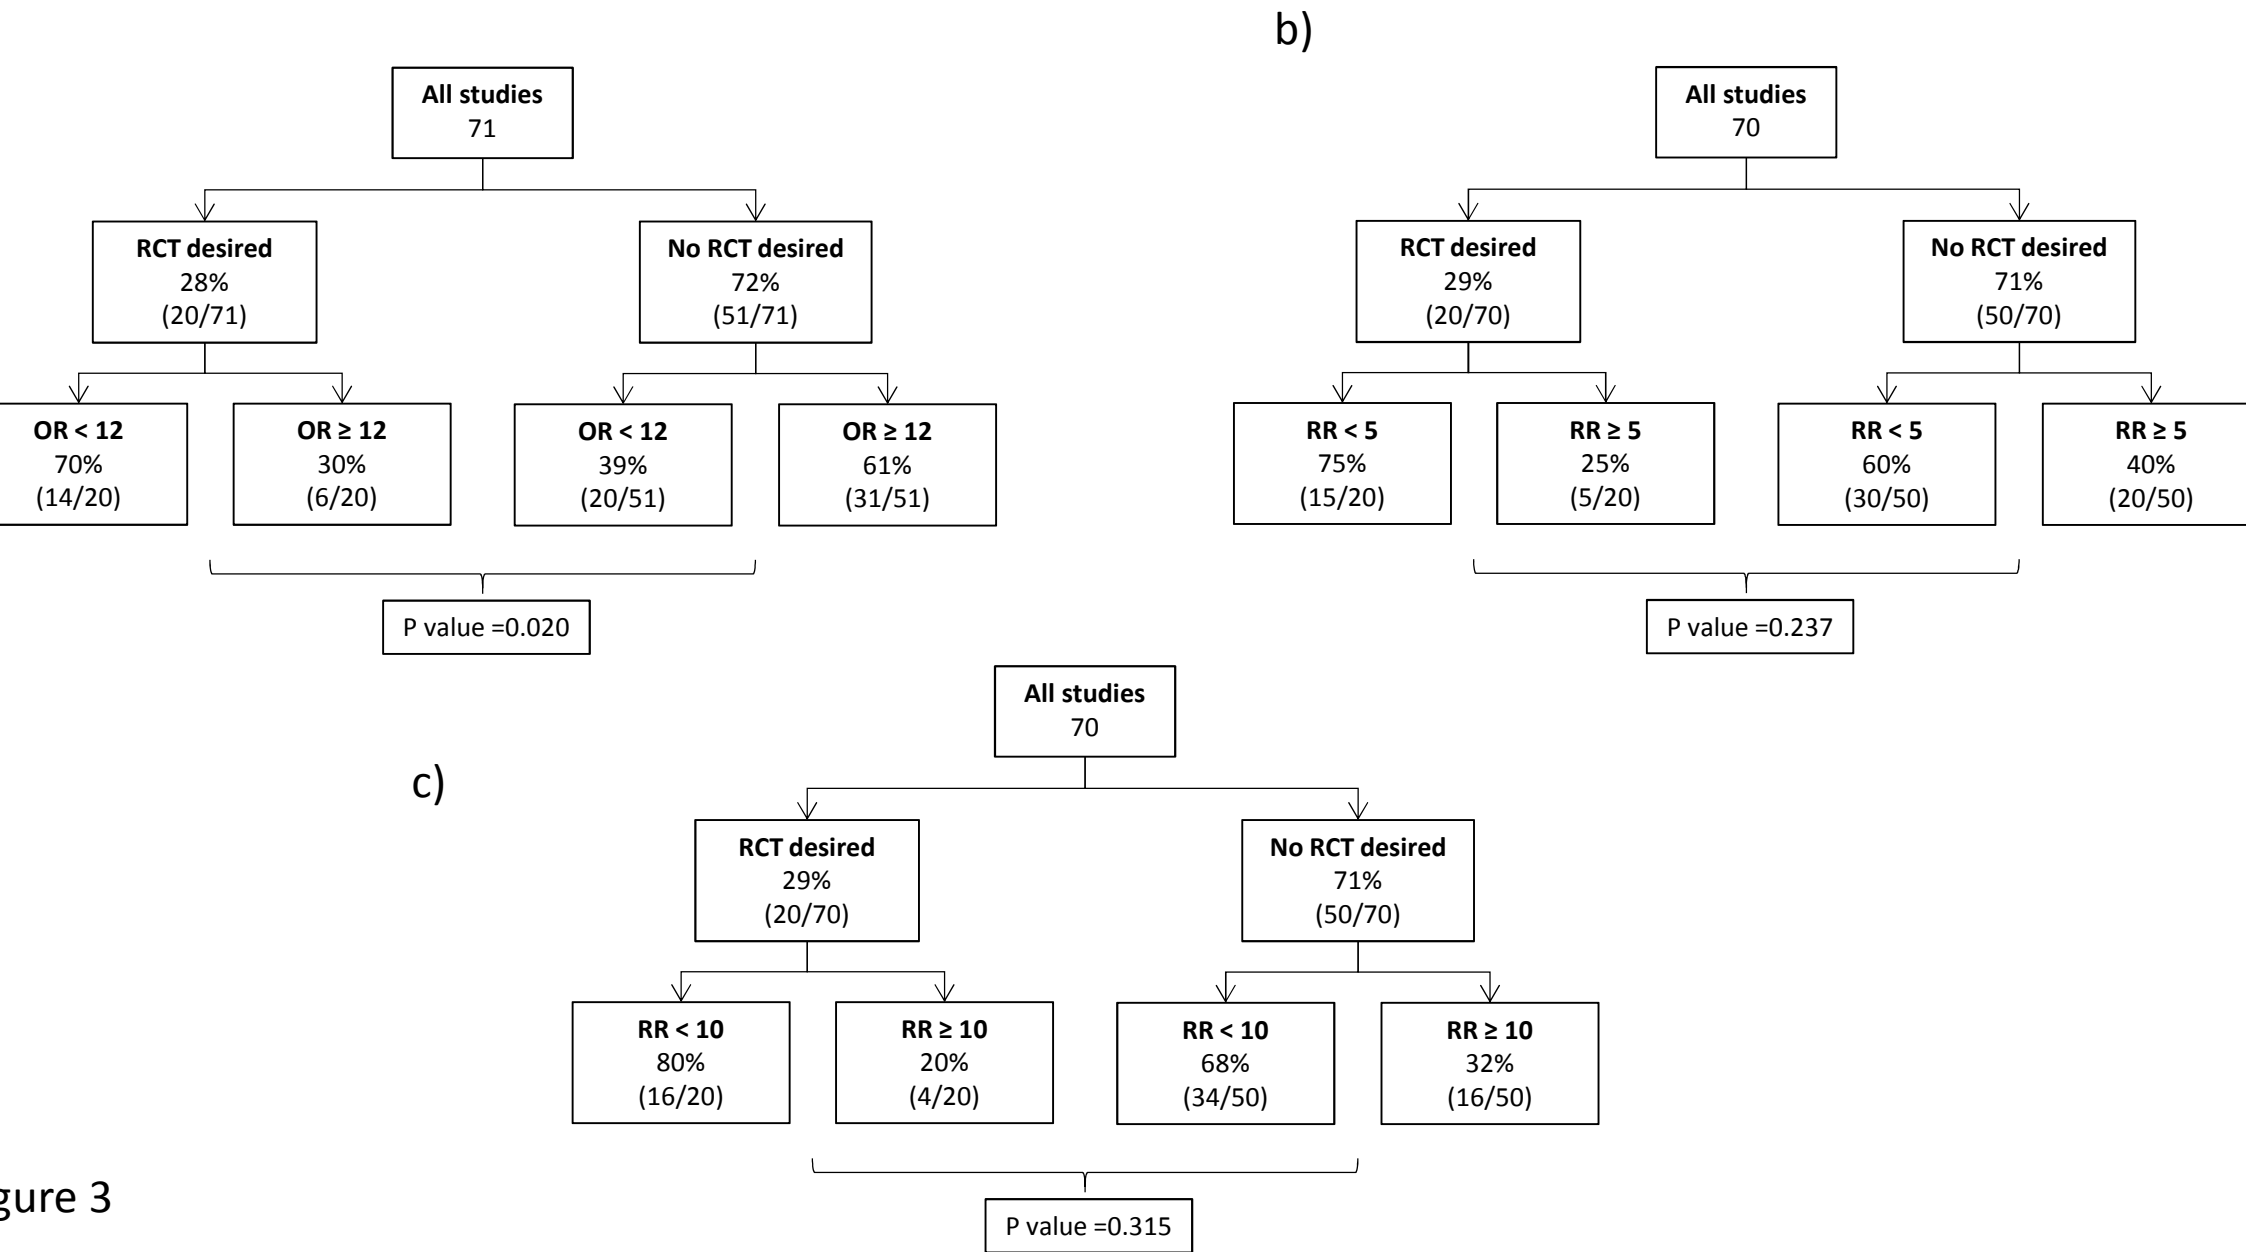 All studies
71
RCT desired
28%
(20/71)
No RCT desired
72%
(51/71)
OR < 12
70%
(14/20)
OR ≥ 12
30%
(6/20)
OR < 12
39%
(20/51)
OR ≥ 12
61%
(31/51)
P value =0.020
b)
All studies
70
RCT desired
29%
(20/70)
No RCT desired
71%
(50/70)
RR < 5
75%
(15/20)
RR ≥ 5
25%
(5/20)
RR < 5
60%
(30/50)
RR ≥ 5
40%
(20/50)
P value =0.237
c)
All studies
70
RCT desired
29%
(20/70)
No RCT desired
71%
(50/70)
RR < 10
80%
(16/20)
RR ≥ 10
20%
(4/20)
RR < 10
68%
(34/50)
RR ≥ 10
32%
(16/50)
P value =0.315
gure 3